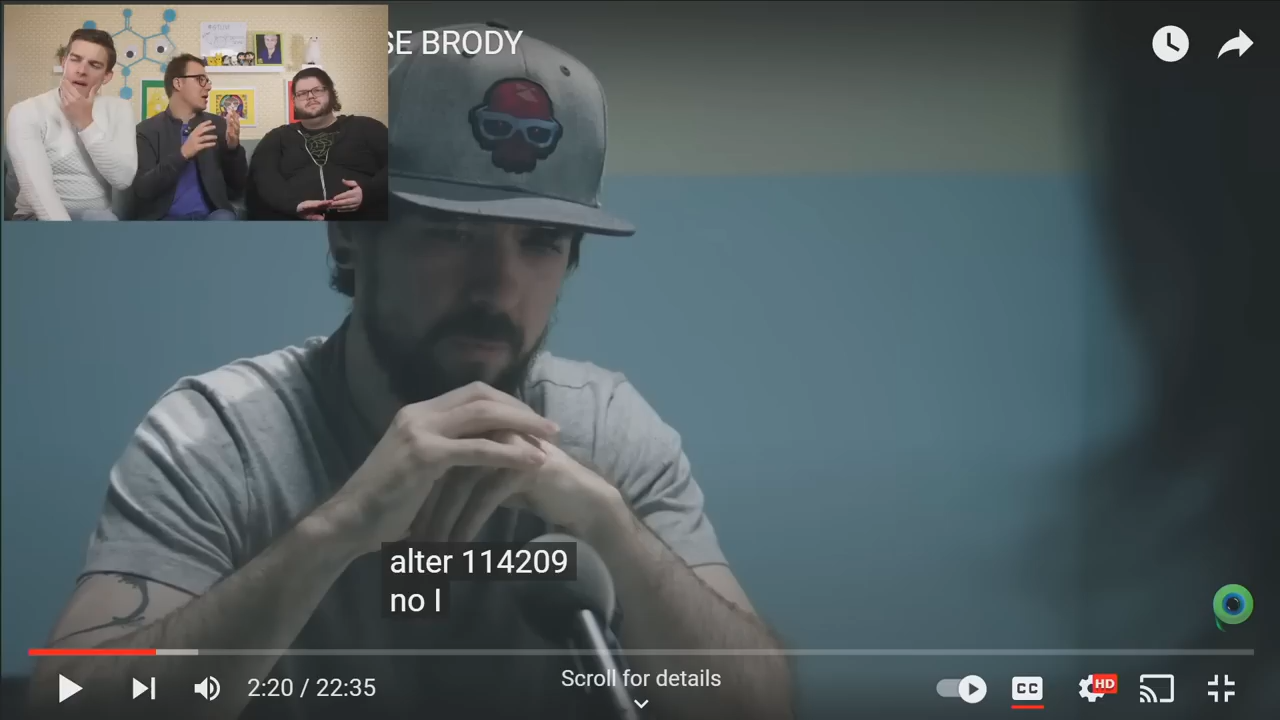 SE BRODY
alter 114209
no I
Scroll for details
2:20 / 22:35
CC
HD